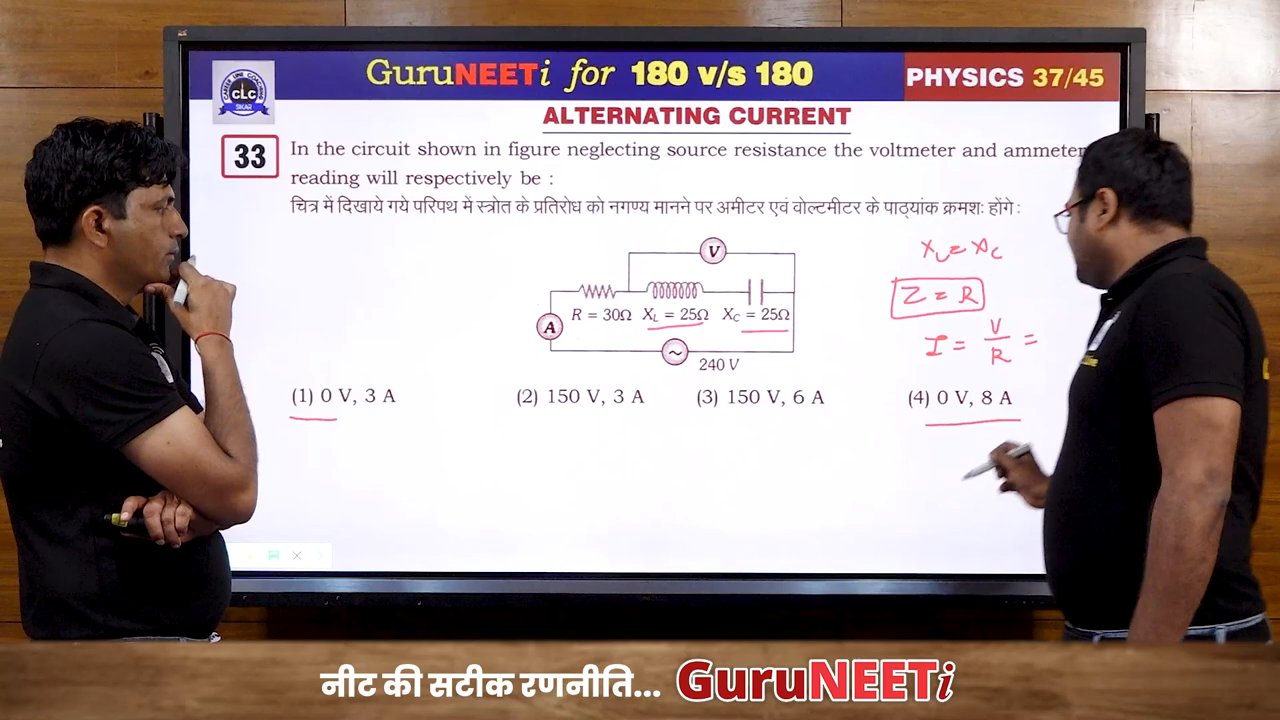 GuruNEETi for 180 v/s 180
PHYSICS 37/45
CLC
SIKAR
ALTERNATING CURRENT
33
In the circuit shown in figure neglecting source resistance the voltmeter and ammeter
reading will respectively be :
चित्र में दिखाये गये परिपथ में स्त्रोत के प्रतिरोध को नगण्य मानने पर अमीटर एवं वोल्टमीटर के पाठ्यांक क्रमशः होंगे :
V
R = 30Ω X_L = 25Ω X_C = 25Ω
A
240 V
X_L = X_C
Z = R
I = V/R =
(1) 0 V, 3 A (2) 150 V, 3 A (3) 150 V, 6 A (4) 0 V, 8 A
नीट की सटीक रणनीति... GuruNEETi